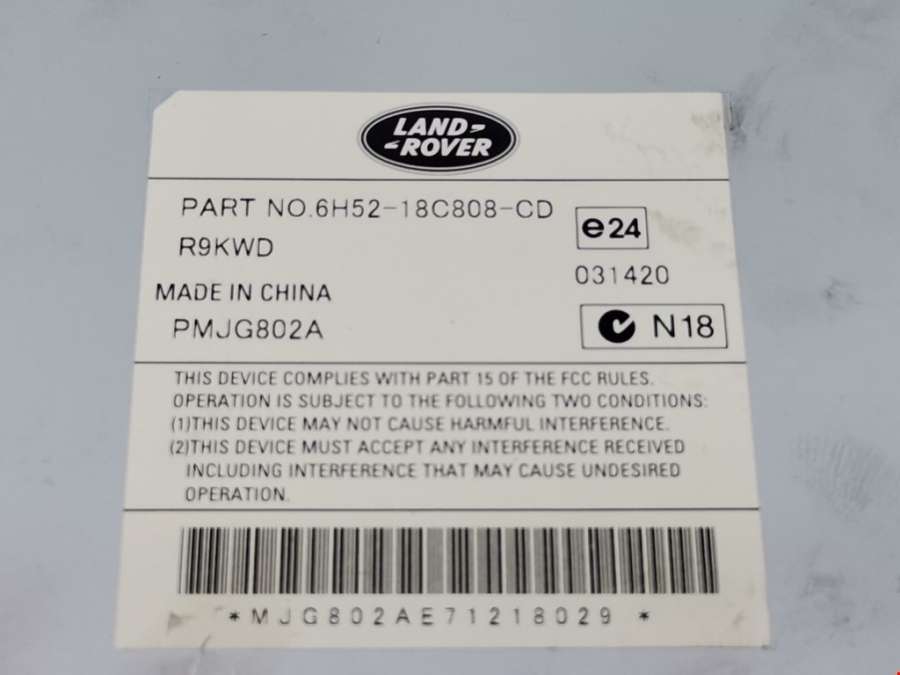 LAND-
-ROVER
PART NO.6H52-18C808-CD
e24
R9KWD
031420
MADE IN CHINA
PMJG802A
N18
THIS DEVICE COMPLIES WITH PART 15 OF THE FCC RULES.
OPERATION IS SUBJECT TO THE FOLLOWING TWO CONDITIONS:
(1)THIS DEVICE MAY NOT CAUSE HARMFUL INTERFERENCE.
(2)THIS DEVICE MUST ACCEPT ANY INTERFERENCE RECEIVED
INCLUDING INTERFERENCE THAT MAY CAUSE UNDESIRED
OPERATION.
*MJG802AE71218029*